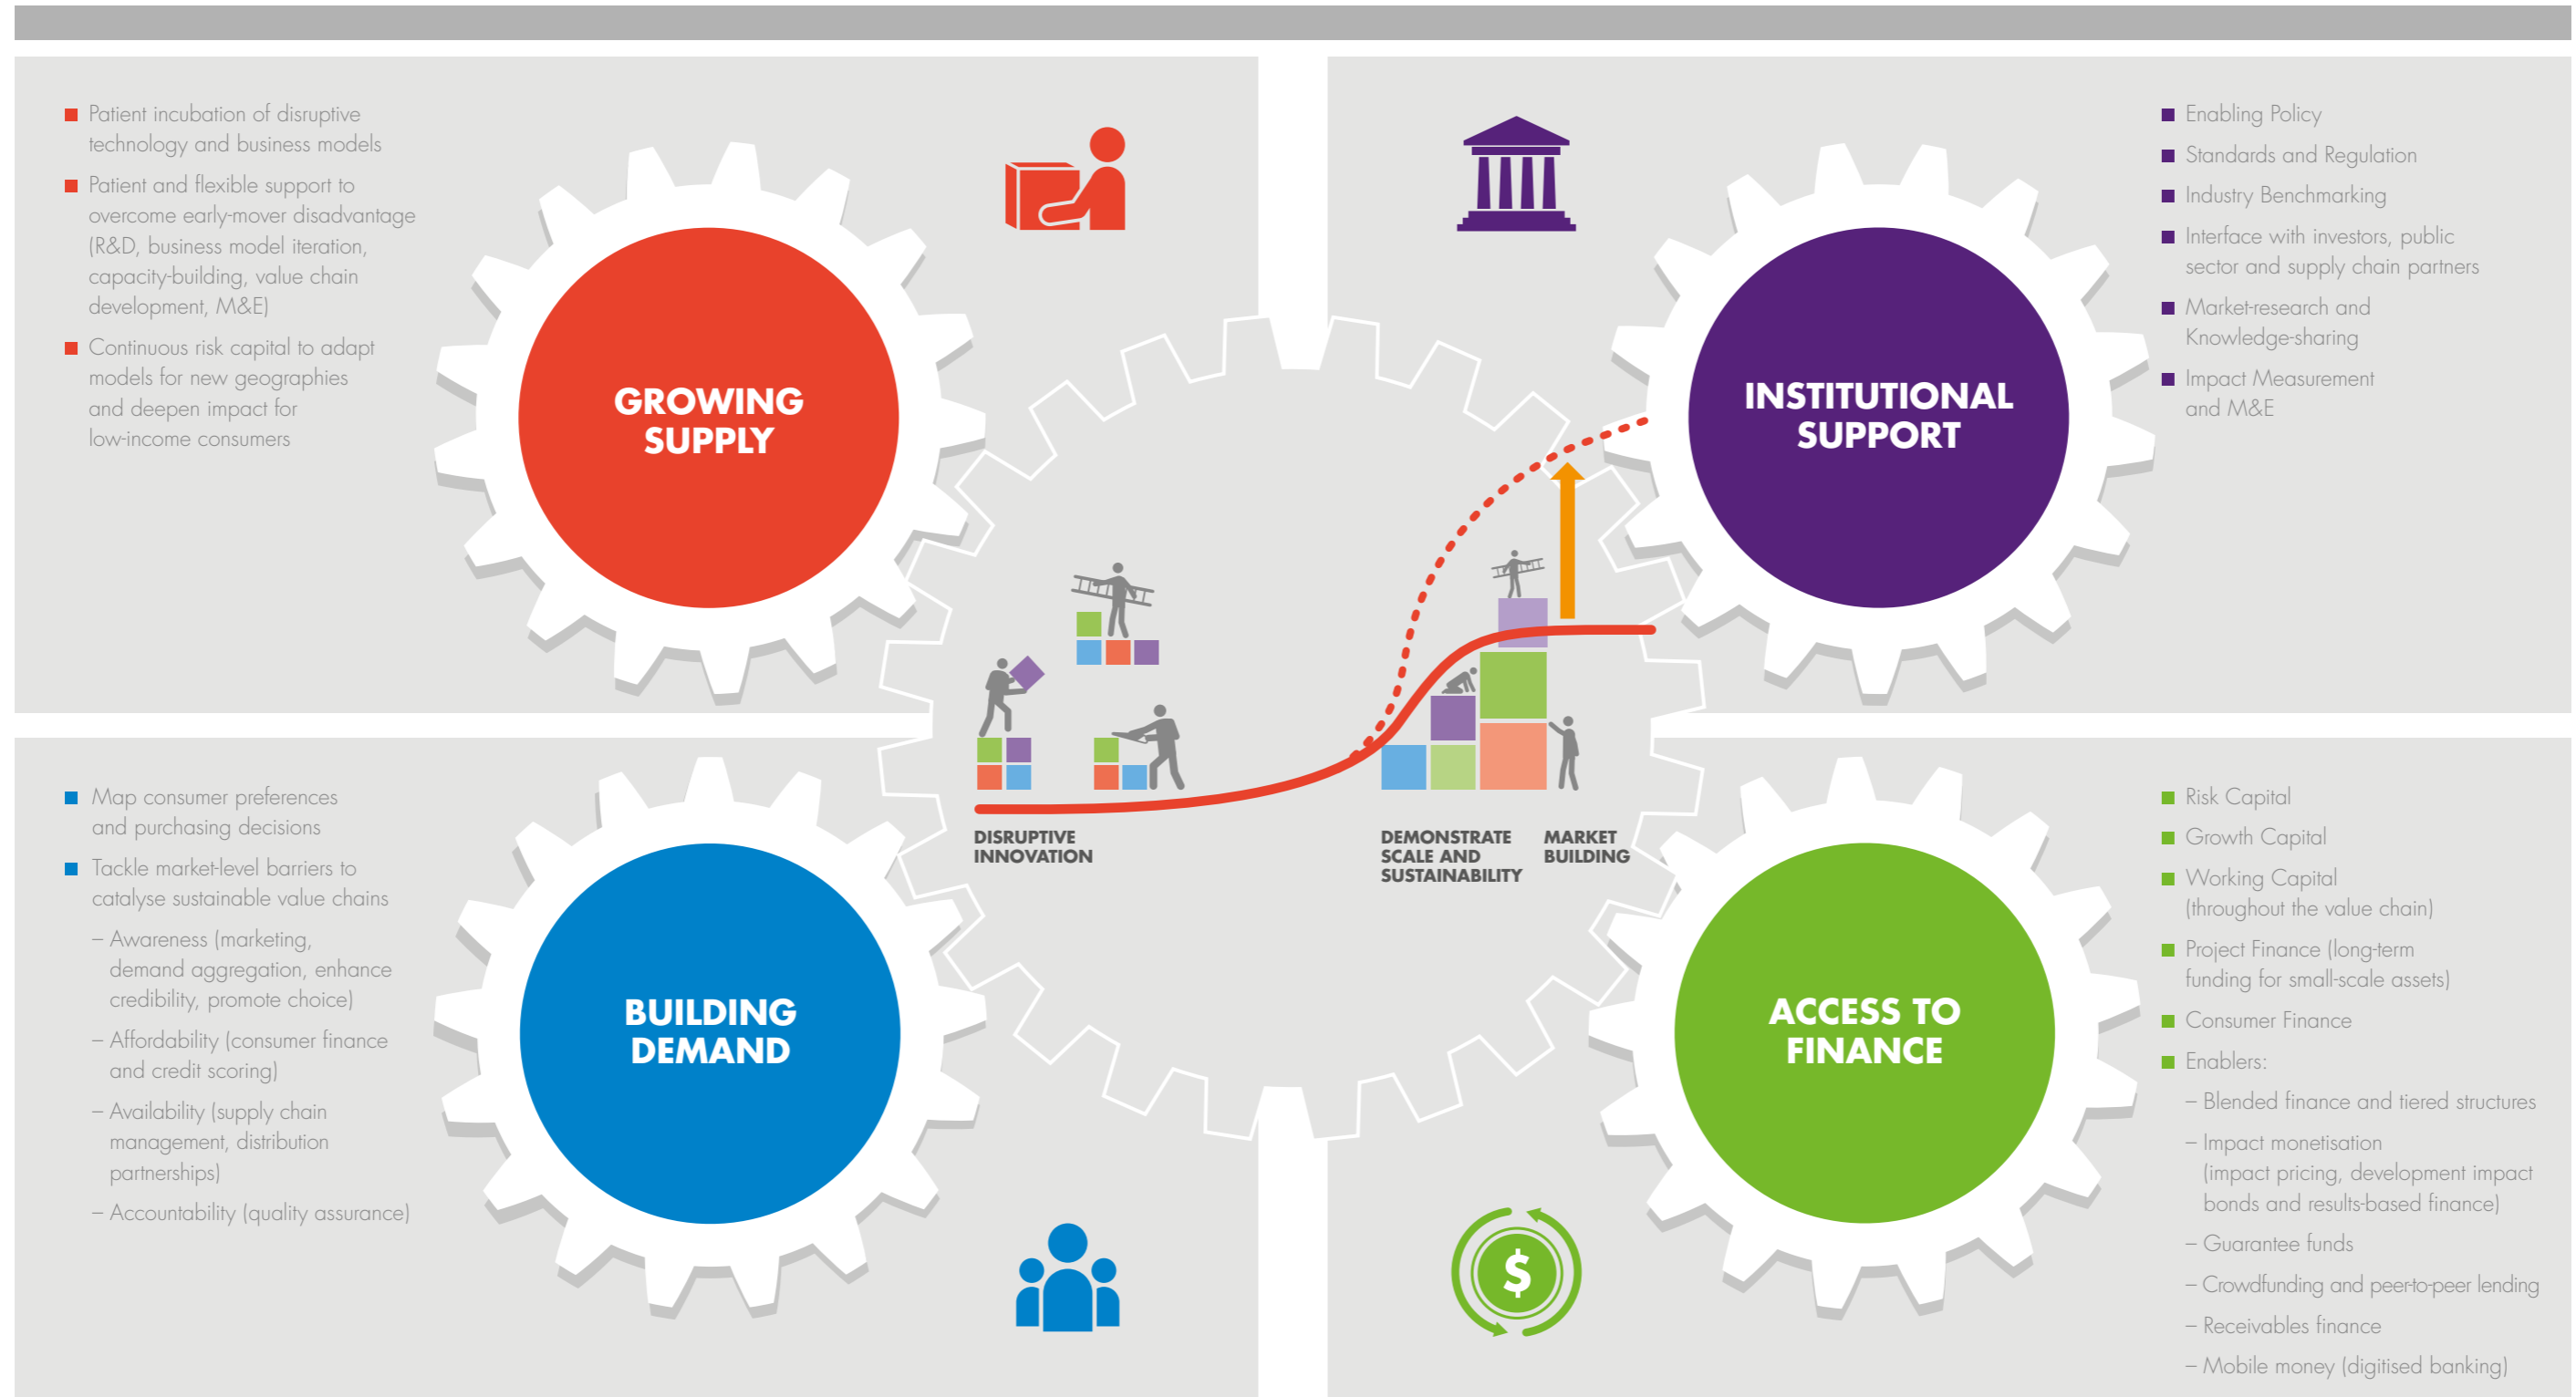 Patient incubation of disruptive
technology and business models
Patient and flexible support to
overcome early-mover disadvantage
(R&D, business model iteration,
capacity-building, value chain
development, M&E)
Continuous risk capital to adapt
models for new geographies
and deepen impact for
low-income consumers
GROWING
SUPPLY
INSTITUTIONAL
SUPPORT
Enabling Policy
Standards and Regulation
Industry Benchmarking
Interface with investors, public
sector and supply chain partners
Market-research and
Knowledge-sharing
Impact Measurement
and M&E
DISRUPTIVE
INNOVATION
DEMONSTRATE
SCALE AND
SUSTAINABILITY
MARKET
BUILDING
Map consumer preferences
and purchasing decisions
Tackle market-level barriers to
catalyse sustainable value chains
– Awareness (marketing,
demand aggregation, enhance
credibility, promote choice)
– Affordability (consumer finance
and credit scoring)
– Availability (supply chain
management, distribution
partnerships)
– Accountability (quality assurance)
BUILDING
DEMAND
$
ACCESS TO
FINANCE
Risk Capital
Growth Capital
Working Capital
(throughout the value chain)
Project Finance (long-term
funding for small-scale assets)
Consumer Finance
Enablers:
– Blended finance and tiered structures
– Impact monetisation
(impact pricing, development impact
bonds and results-based finance)
– Guarantee funds
– Crowdfunding and peer-to-peer lending
– Receivables finance
– Mobile money (digitised banking)